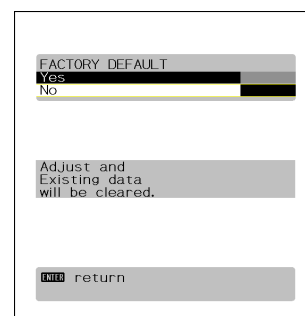 FACTORY DEFAULT
Yes
No
Adjust and
Existing data
will be cleared.
ENTER return